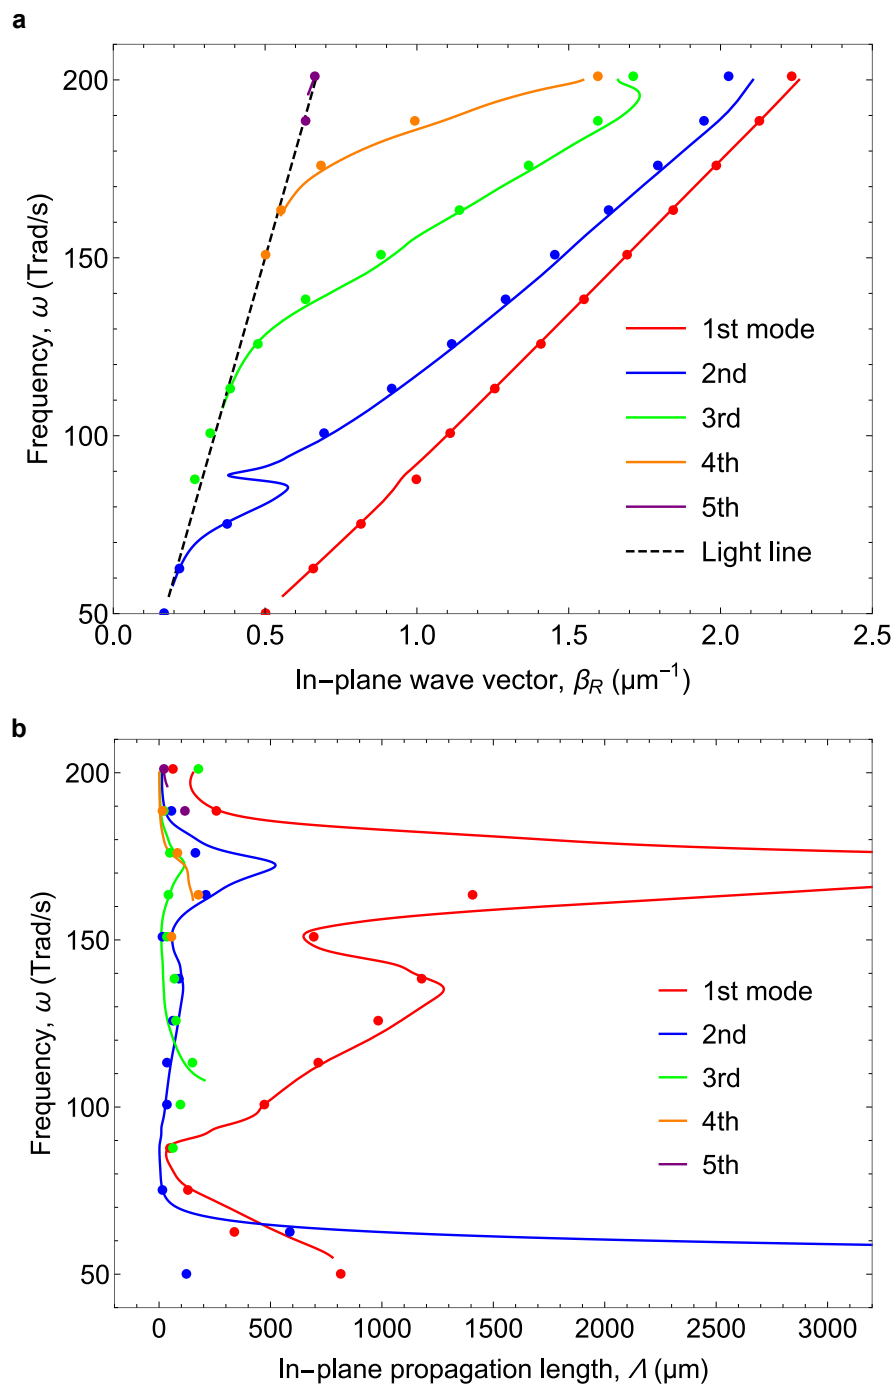 a
200
150
100
50
Frequency, ω (Trad/s)
1st mode
2nd
3rd
4th
5th
Light line
0.0 0.5 1.0 1.5 2.0 2.5
In−plane wave vector, βR (μm⁻¹)
b
200
150
100
50
Frequency, ω (Trad/s)
1st mode
2nd
3rd
4th
5th
0 500 1000 1500 2000 2500 3000
In−plane propagation length, Λ (μm)